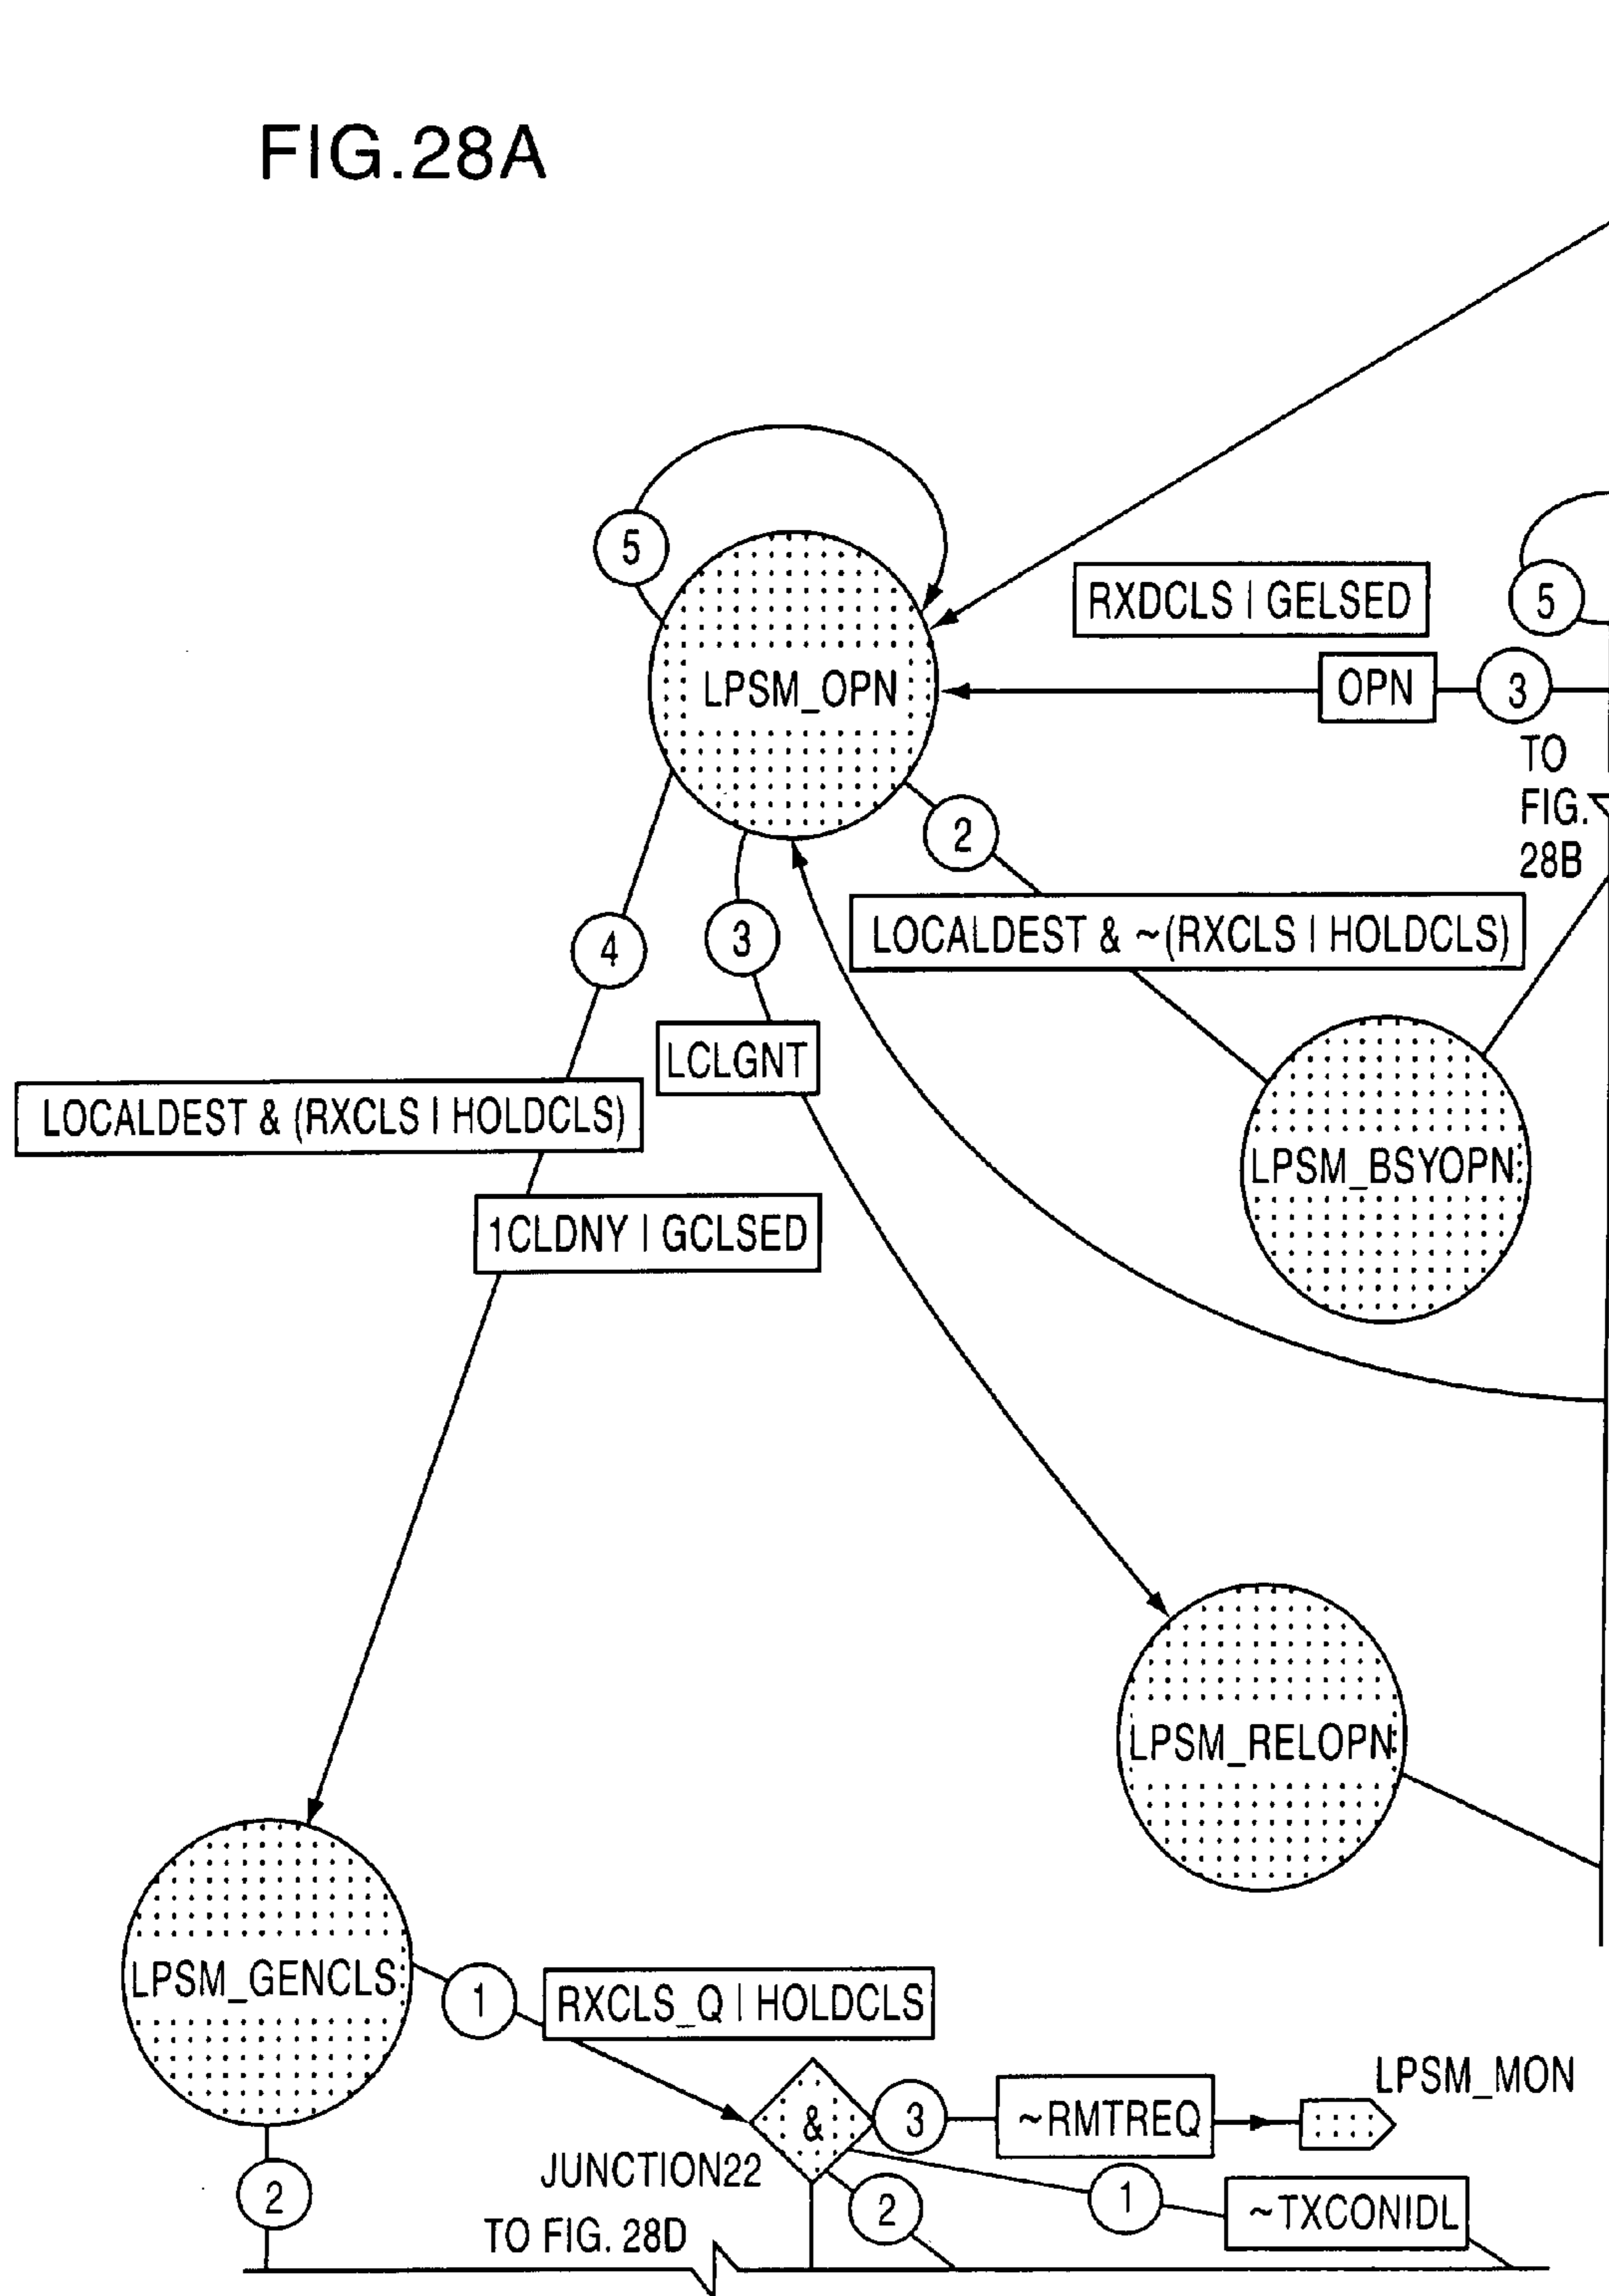 FIG.28A
5
RXDCLS | GELSED
5
LPSM_OPN
OPN
3
TO
FIG.
28B
2
4
3
LOCALDEST & ~(RXCLS | HOLDCLS)
LCLGNT
LOCALDEST & (RXCLS | HOLDCLS)
LPSM_BSYOPN
1CLDNY | GCLSED
LPSM_RELOPN
LPSM_GENCLS
1
RXCLS_Q | HOLDCLS
LPSM_MON
&
3
~RMTREQ
JUNCTION22
2
2
1
~TXCONIDL
TO FIG. 28D